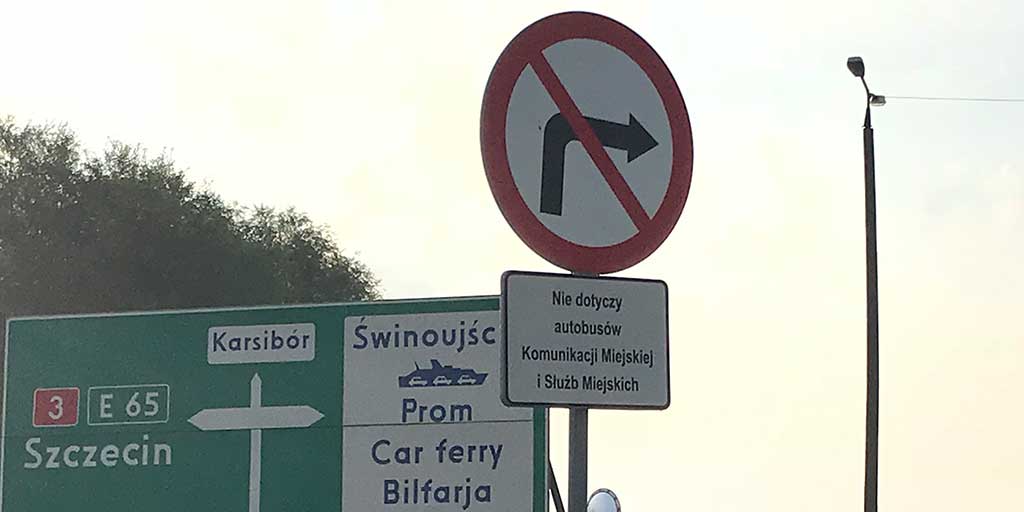 Nie dotyczy
autobusów
Komunikacji Miejskiej
i Służb Miejskich
Karsibór
3 E 65
Szczecin
Świnoujśc
Prom
Car ferry
Bilfarja